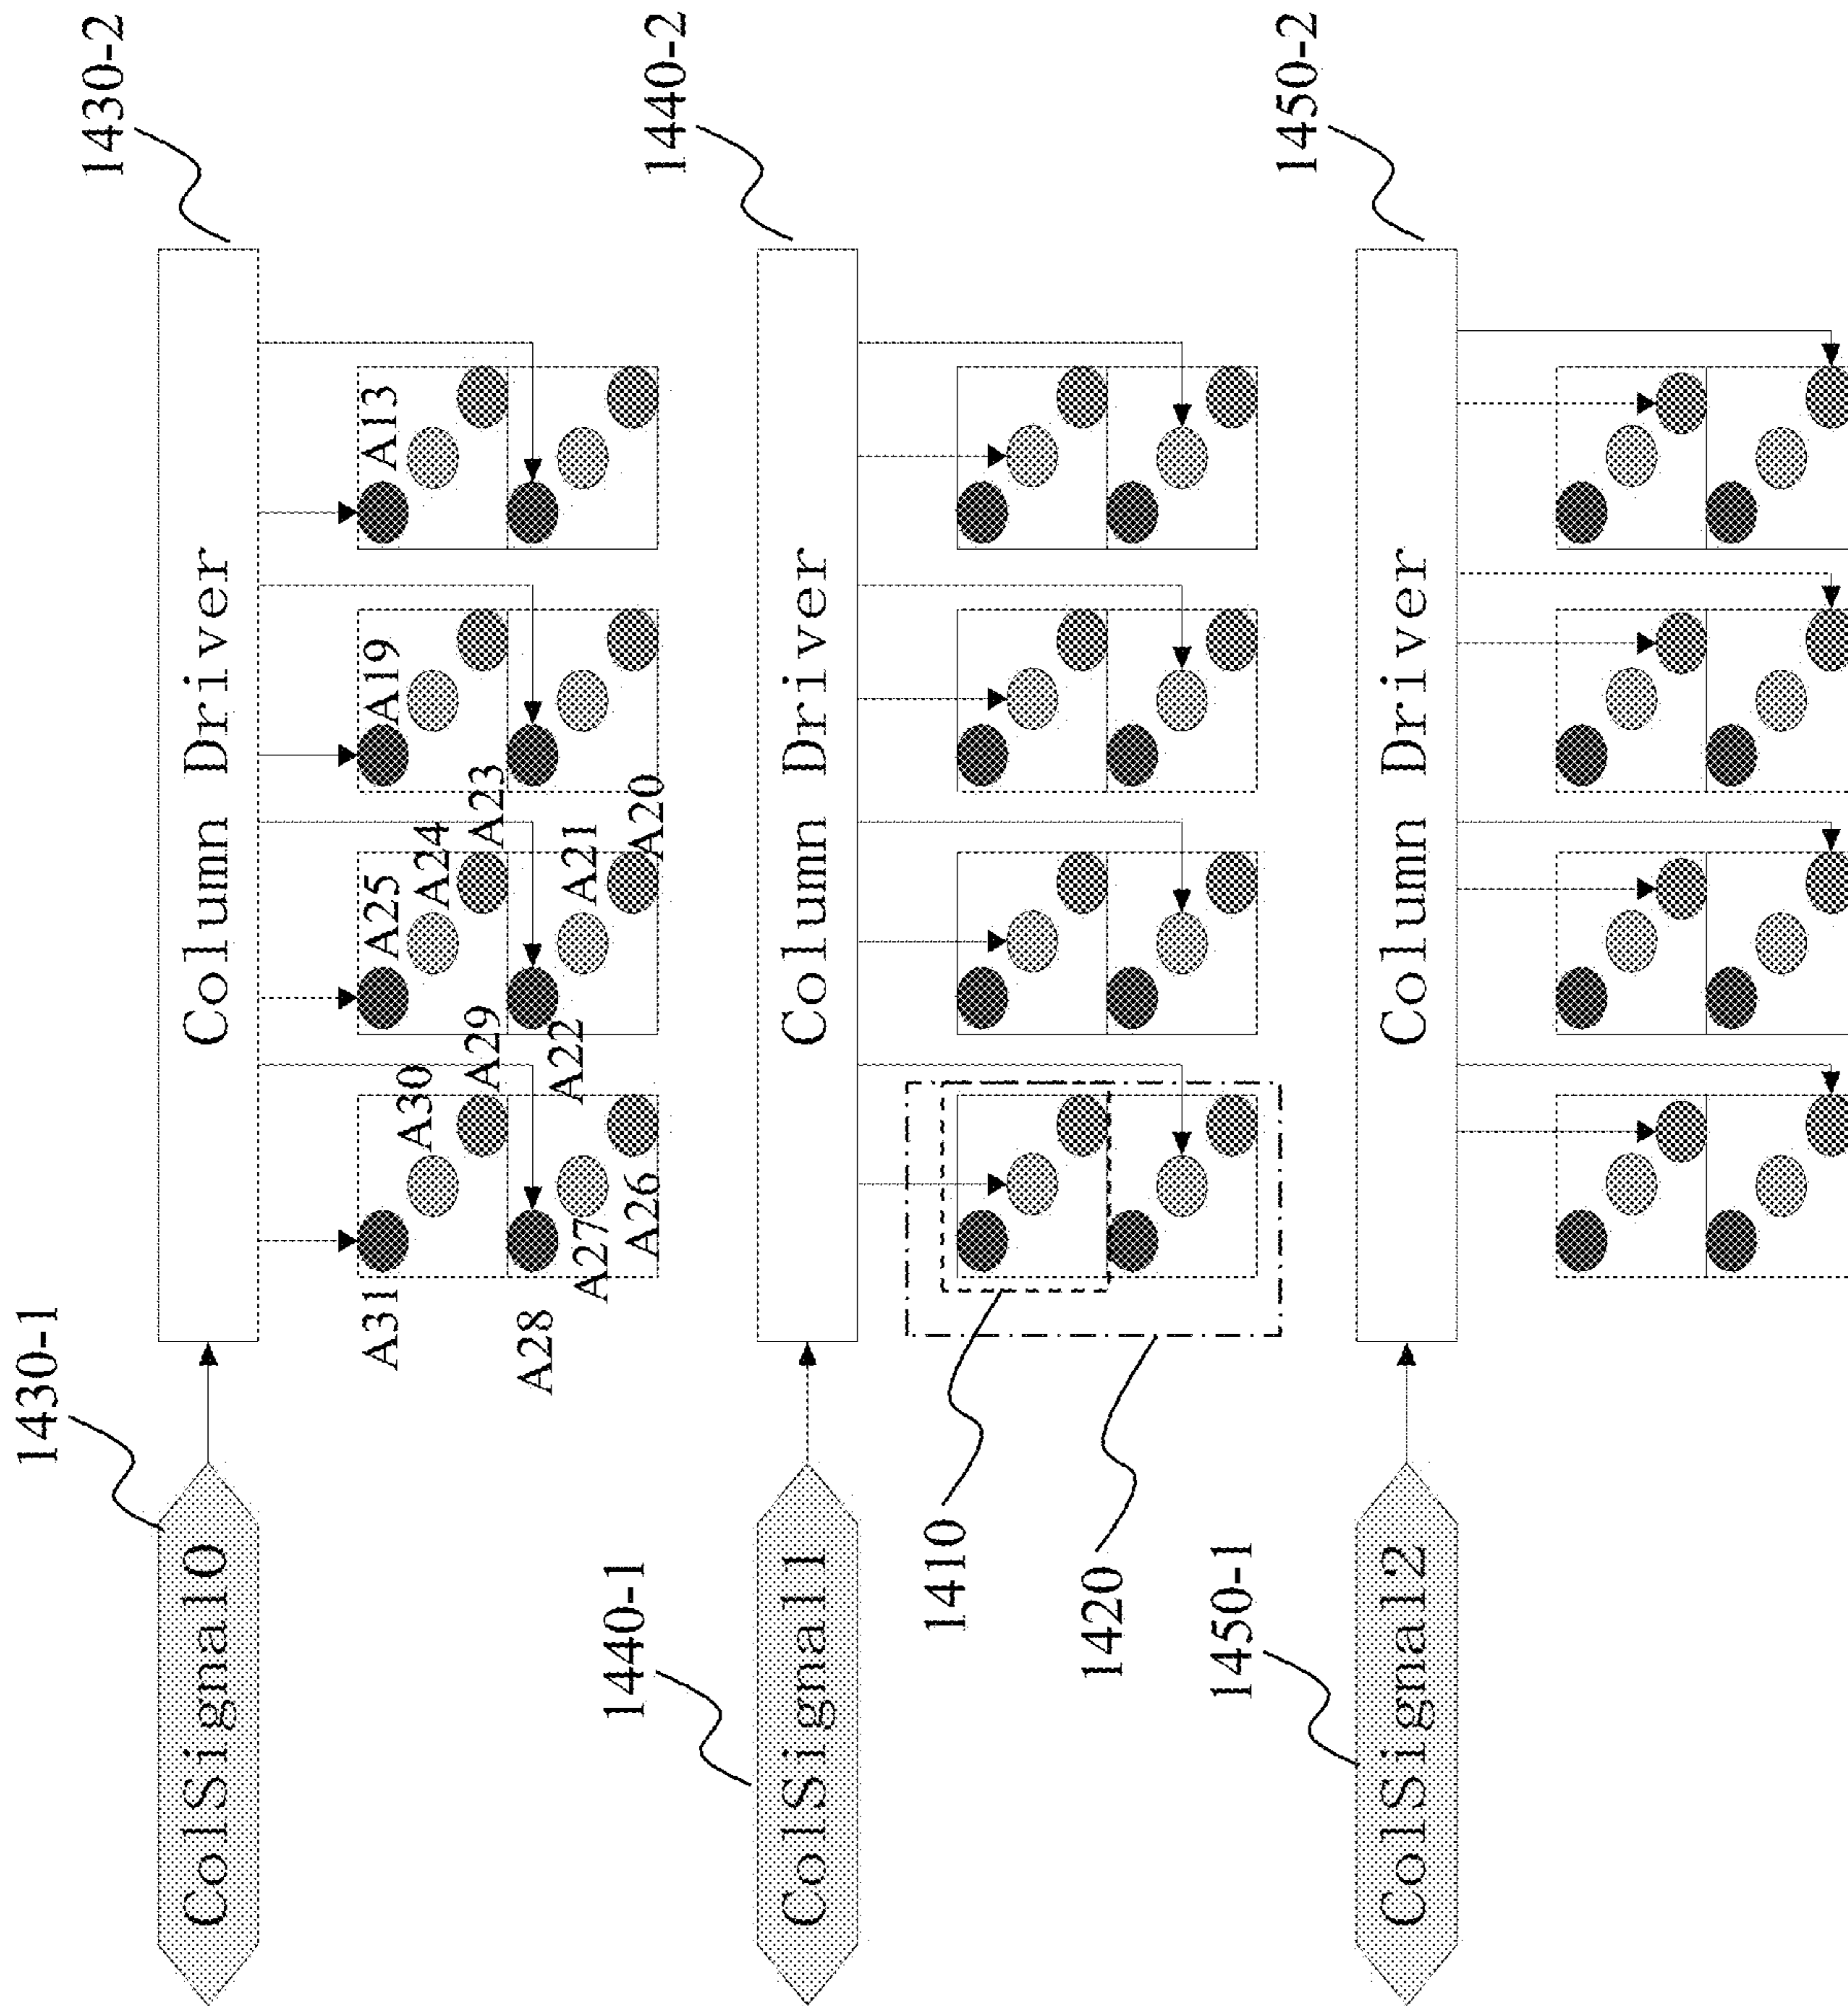 1430-1
1430-2
ColSignal0
Column Driver
A31
A30
A29
A28
A27
A26
A25
A24
A23
A22
A21
A20
A19
A13
1440-1
1440-2
ColSignal1
Column Driver
1410
1420
1450-1
1450-2
ColSignal2
Column Driver